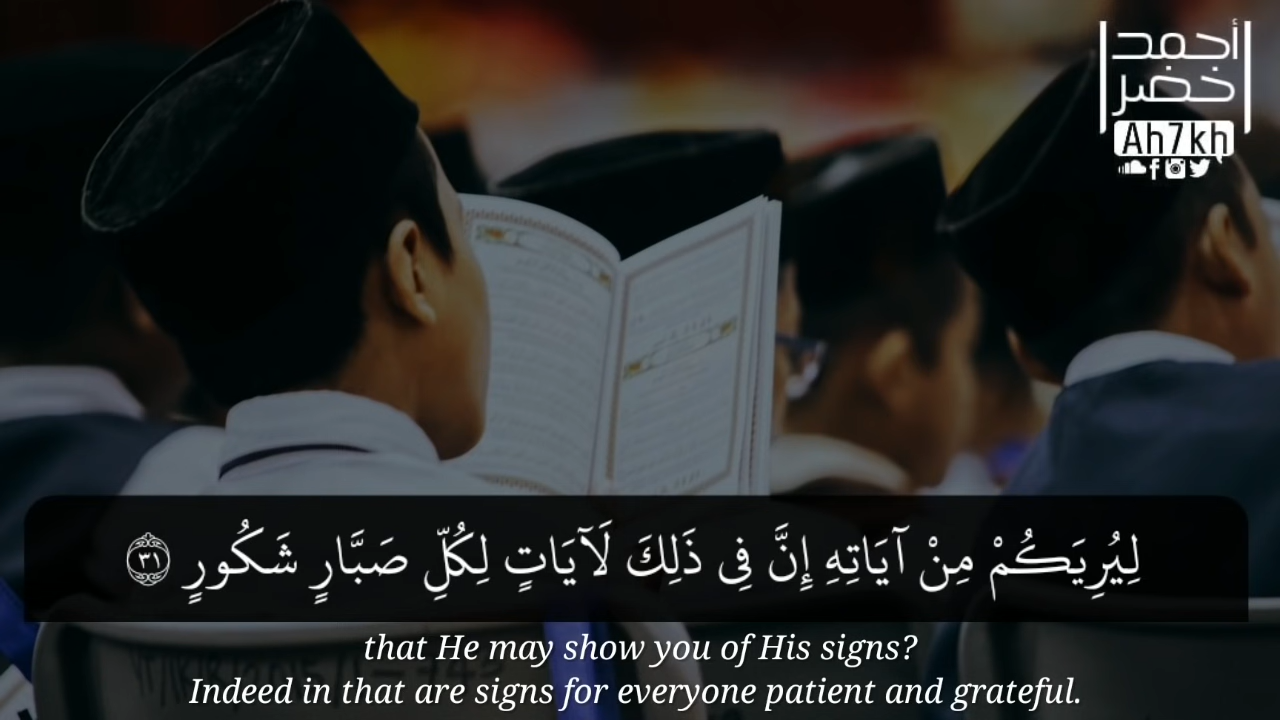 أحمد
خضر
Ah7kh
لِيُرِيَكُمْ مِنْ آيَاتِهِ إِنَّ فِي ذَلِكَ لَآيَاتٍ لِكُلِّ صَبَّارٍ شَكُورٍ ٣١
that He may show you of His signs?
Indeed in that are signs for everyone patient and grateful.